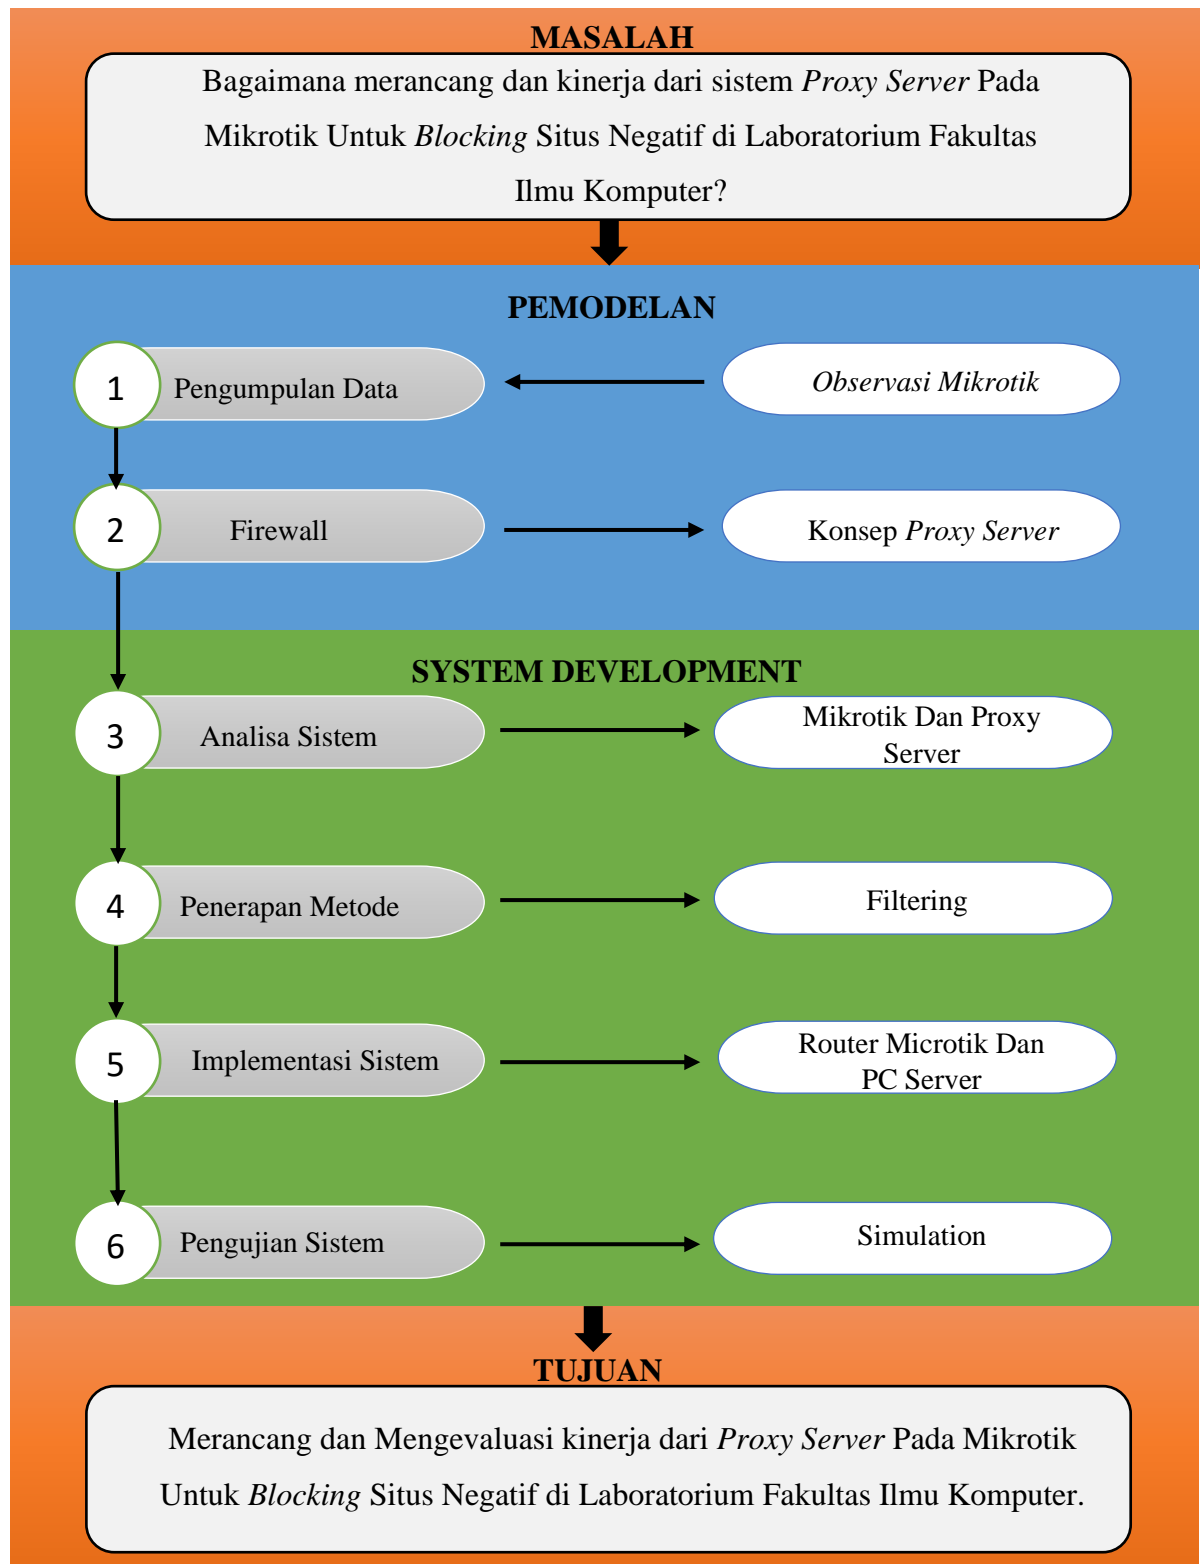 MASALAH
Bagaimana merancang dan kinerja dari sistem Proxy Server Pada
Mikrotik Untuk Blocking Situs Negatif di Laboratorium Fakultas
Ilmu Komputer?
PEMODELAN
1 Pengumpulan Data
Observasi Mikrotik
2 Firewall
Konsep Proxy Server
SYSTEM DEVELOPMENT
3 Analisa Sistem
Mikrotik Dan Proxy
Server
4 Penerapan Metode
Filtering
5 Implementasi Sistem
Router Microtik Dan
PC Server
6 Pengujian Sistem
Simulation
TUJUAN
Merancang dan Mengevaluasi kinerja dari Proxy Server Pada Mikrotik
Untuk Blocking Situs Negatif di Laboratorium Fakultas Ilmu Komputer.